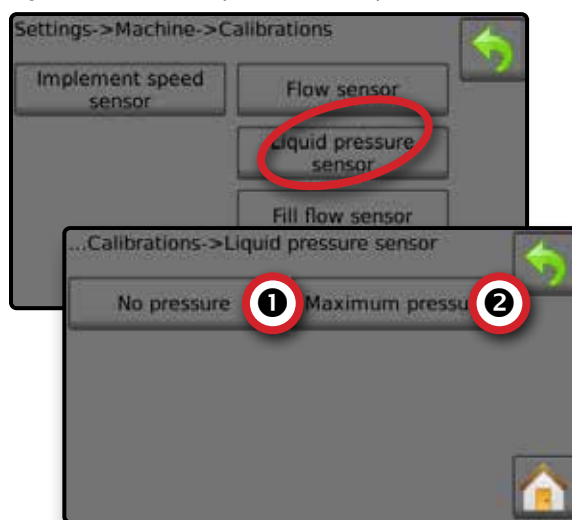 Settings->Machine->Calibrations
Implement speed
sensor
Flow sensor
Liquid pressure
sensor
Fill flow sensor
...Calibrations->Liquid pressure sensor
No pressure
1
Maximum pressu
2